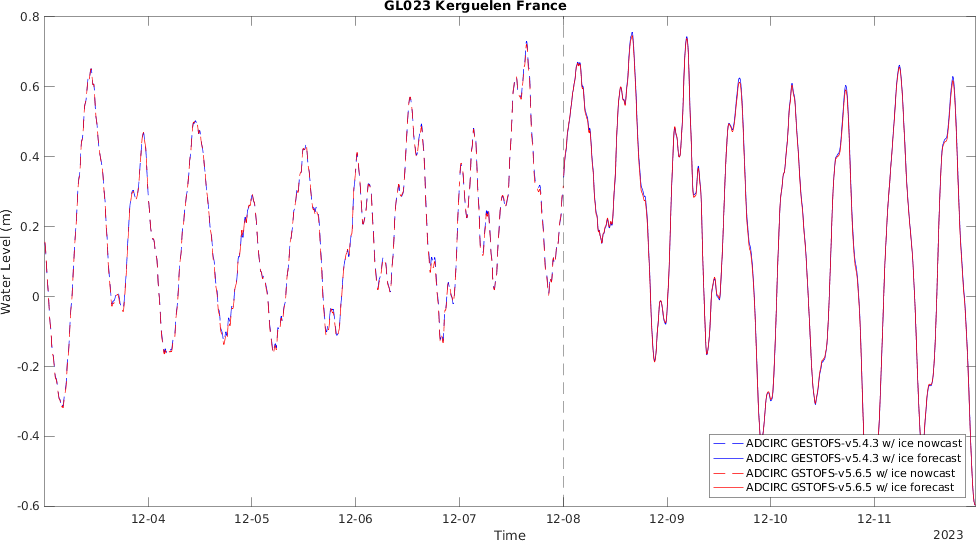 GL023 Kerguelen France
0.8
0.6
0.4
0.2
0
-0.2
-0.4
-0.6
Water Level (m)
12-04 12-05 12-06 12-07 12-08 12-09 12-10 12-11
Time
2023
ADCIRC GESTOFS-v5.4.3 w/ ice nowcast
ADCIRC GESTOFS-v5.4.3 w/ ice forecast
ADCIRC GSTOFS-v5.6.5 w/ ice nowcast
ADCIRC GSTOFS-v5.6.5 w/ ice forecast